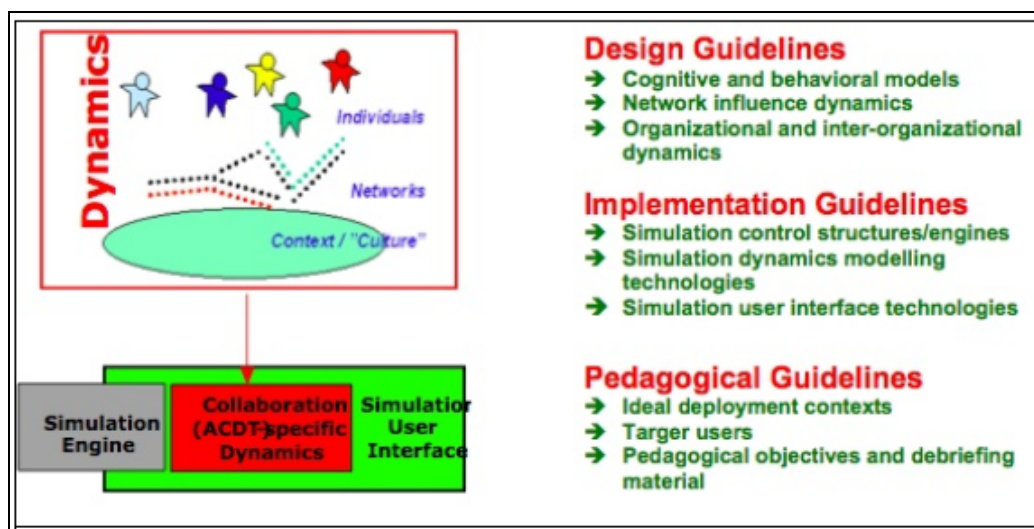 Dynamics
Individuals
Networks
Context / "Culture"
Simulation
Engine
Collaboration
(ACDT)-specific
Dynamics
Simulation
User
Interface
Design Guidelines
➔ Cognitive and behavioral models
➔ Network influence dynamics
➔ Organizational and inter-organizational
dynamics
Implementation Guidelines
➔ Simulation control structures/engines
➔ Simulation dynamics modelling
technologies
➔ Simulation user interface technologies
Pedagogical Guidelines
➔ Ideal deployment contexts
➔ Targer users
➔ Pedagogical objectives and debriefing
material